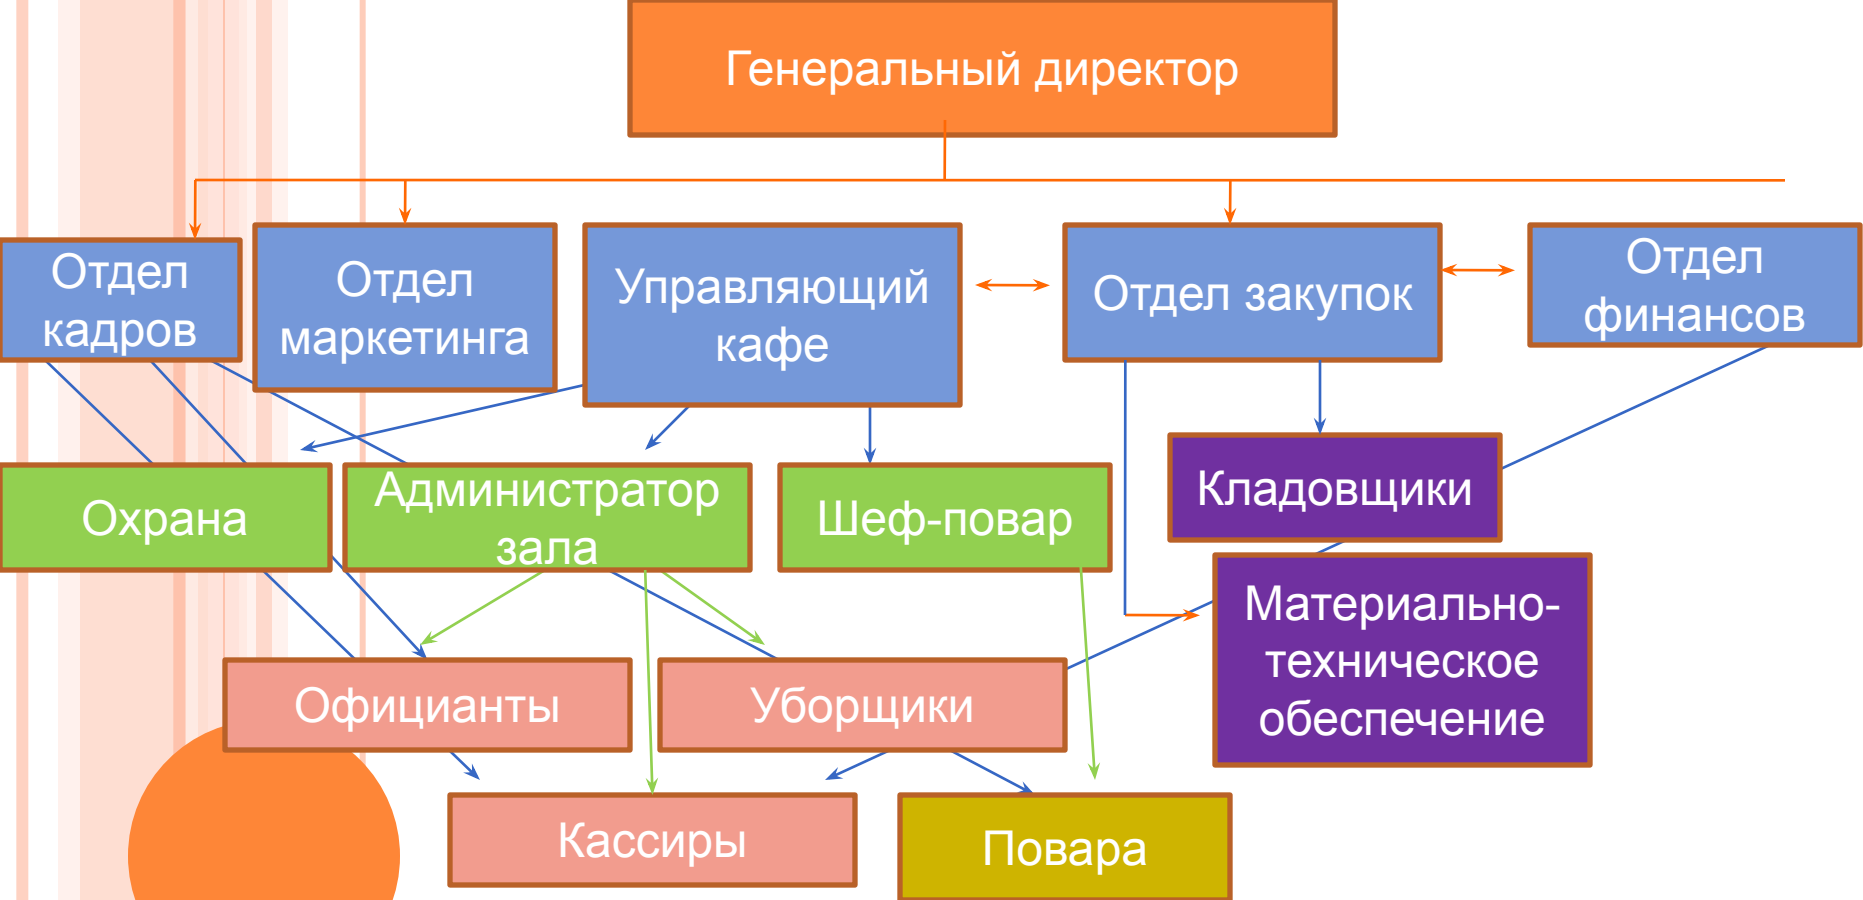 Генеральный директор
Отдел
кадров
Отдел
маркетинга
Управляющий
кафе
Отдел закупок
Отдел
финансов
Охрана
Администратор
зала
Шеф-повар
Кладовщики
Материально-
техническое
обеспечение
Официанты
Уборщики
Кассиры
Повара